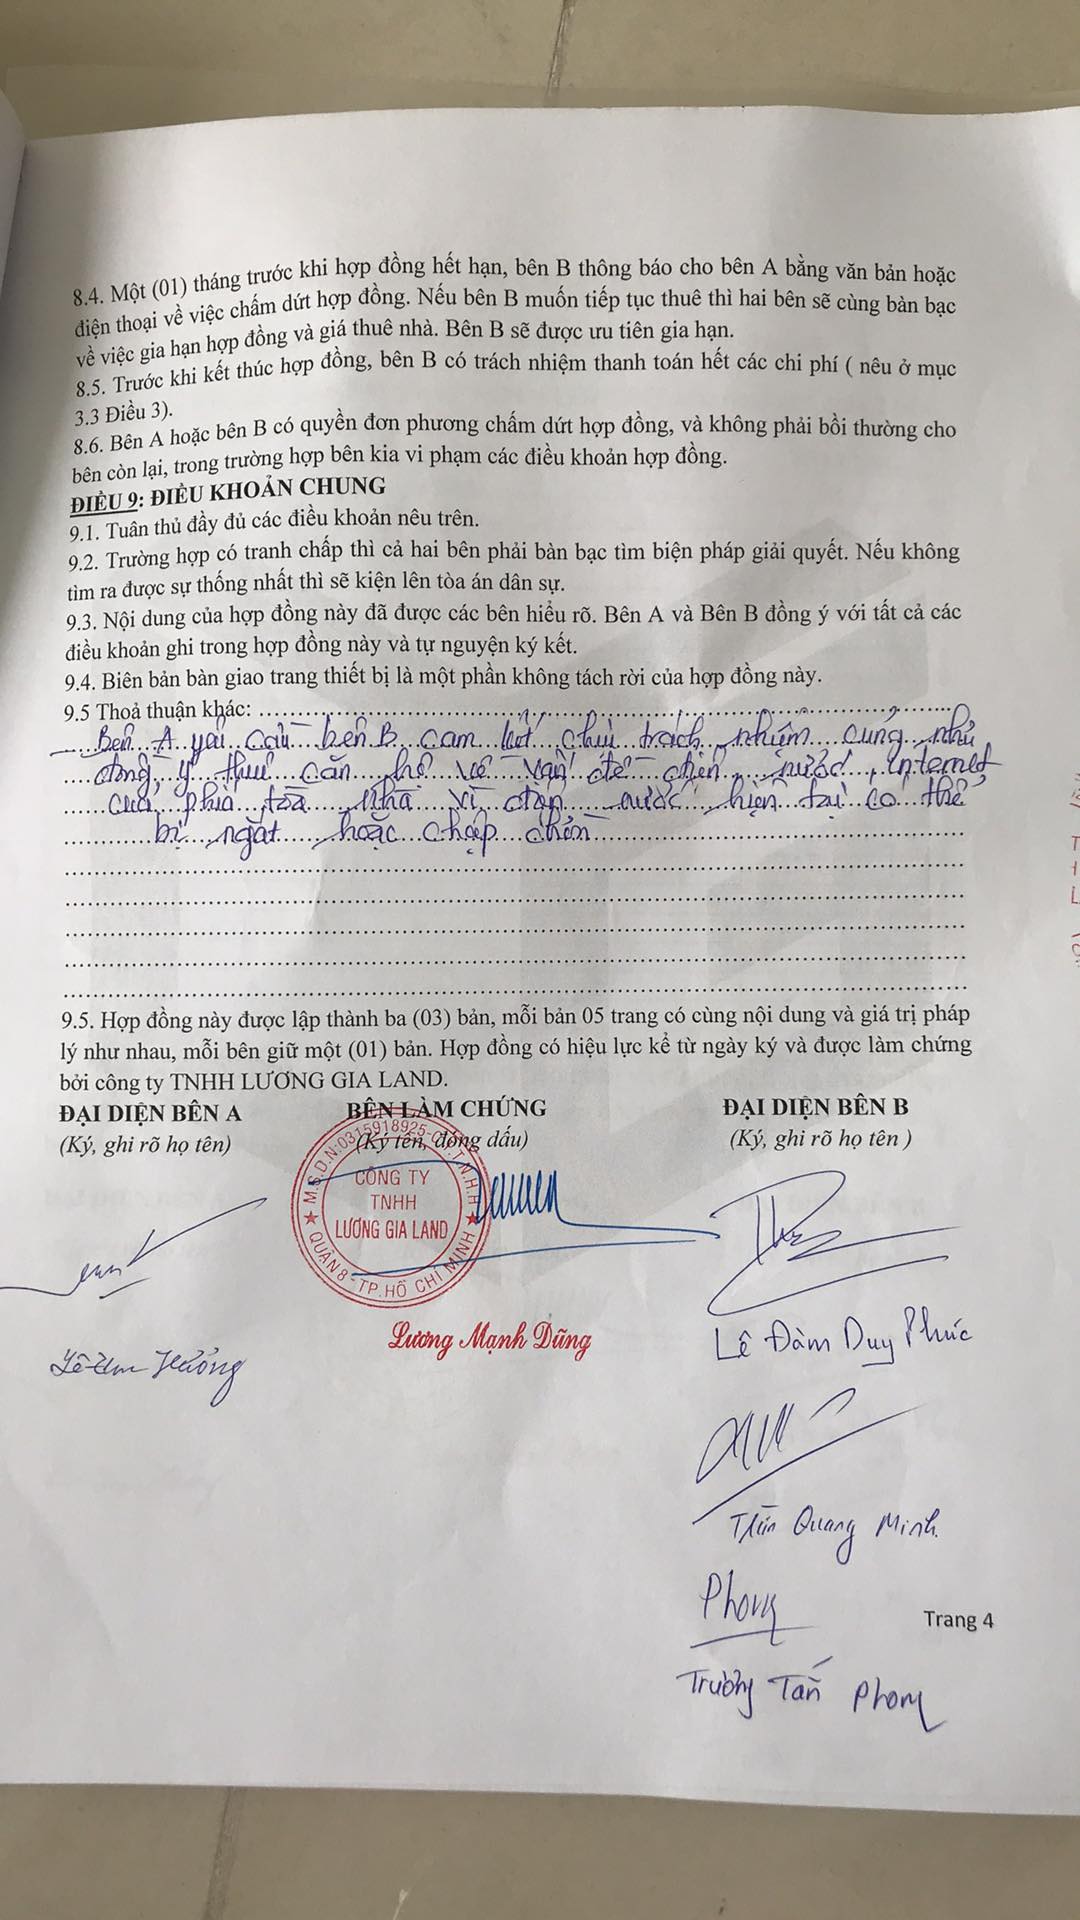 8.4. Một (01) tháng trước khi hợp đồng hết hạn, bên B thông báo cho bên A bằng văn bản hoặc
điện thoại về việc chấm dứt hợp đồng. Nếu bên B muốn tiếp tục thuê thì hai bên sẽ cùng bàn bạc
về việc gia hạn hợp đồng và giá thuê nhà. Bên B sẽ được ưu tiên gia hạn.
8.5. Trước khi kết thúc hợp đồng, bên B có trách nhiệm thanh toán hết các chi phí ( nêu ở mục
3.3 Điều 3).
8.6. Bên A hoặc bên B có quyền đơn phương chấm dứt hợp đồng, và không phải bồi thường cho
bên còn lại, trong trường hợp bên kia vi phạm các điều khoản hợp đồng.
ĐIỀU 9: ĐIỀU KHOẢN CHUNG
9.1. Tuân thủ đầy đủ các điều khoản nêu trên.
9.2. Trường hợp có tranh chấp thì cả hai bên phải bàn bạc tìm biện pháp giải quyết. Nếu không
tìm ra được sự thống nhất thì sẽ kiện lên tòa án dân sự.
9.3. Nội dung của hợp đồng này đã được các bên hiểu rõ. Bên A và Bên B đồng ý với tất cả các
điều khoản ghi trong hợp đồng này và tự nguyện ký kết.
9.4. Biên bản bàn giao trang thiết bị là một phần không tách rời của hợp đồng này.
9.5 Thoả thuận khác:
Bên A yêu cầu bên B cam kết chịu trách nhiệm cũng như
đồng ý thuê căn hộ về vấn đề điện, nước, internet
của phía tòa nhà vì điện nước hiện tại có thể
bị ngắt hoặc chập chờn
9.5. Hợp đồng này được lập thành ba (03) bản, mỗi bản 05 trang có cùng nội dung và giá trị pháp
lý như nhau, mỗi bên giữ một (01) bản. Hợp đồng có hiệu lực kể từ ngày ký và được làm chứng
bởi công ty TNHH LƯƠNG GIA LAND.
ĐẠI DIỆN BÊN A BÊN LÀM CHỨNG ĐẠI DIỆN BÊN B
(Ký, ghi rõ họ tên) (Ký tên, đóng dấu) (Ký, ghi rõ họ tên )
M.S.D.N:0315918925-C.T.T.N.H.H
CÔNG TY
TNHH
LƯƠNG GIA LAND
QUẬN 8-TP.HỒ CHÍ MINH
Lương Mạnh Dũng
Lê Đàm Duy Phúc
Quang Minh
Phong
Trang 4
Trương Tấn Phong